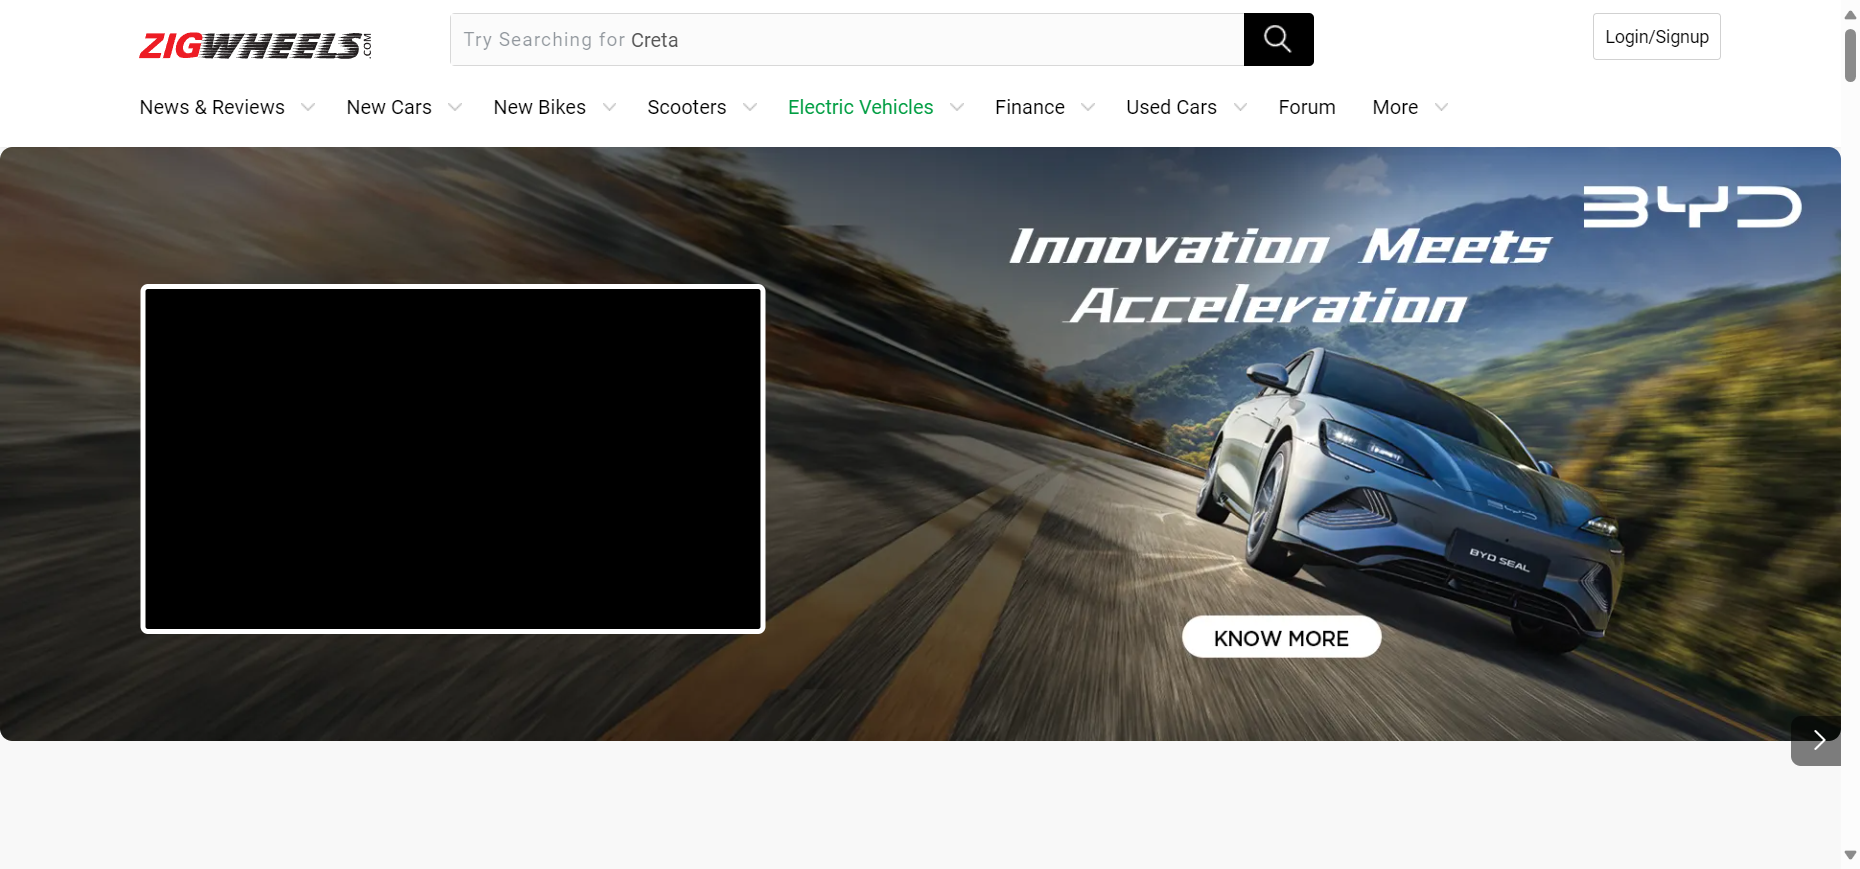 ZIGWHEELS.COM
Try Searching for Creta
Login/Signup
News & Reviews
New Cars
New Bikes
Scooters
Electric Vehicles
Finance
Used Cars
Forum
More
BYD
Innovation Meets
Acceleration
BYD
BYD SEAL
KNOW MORE